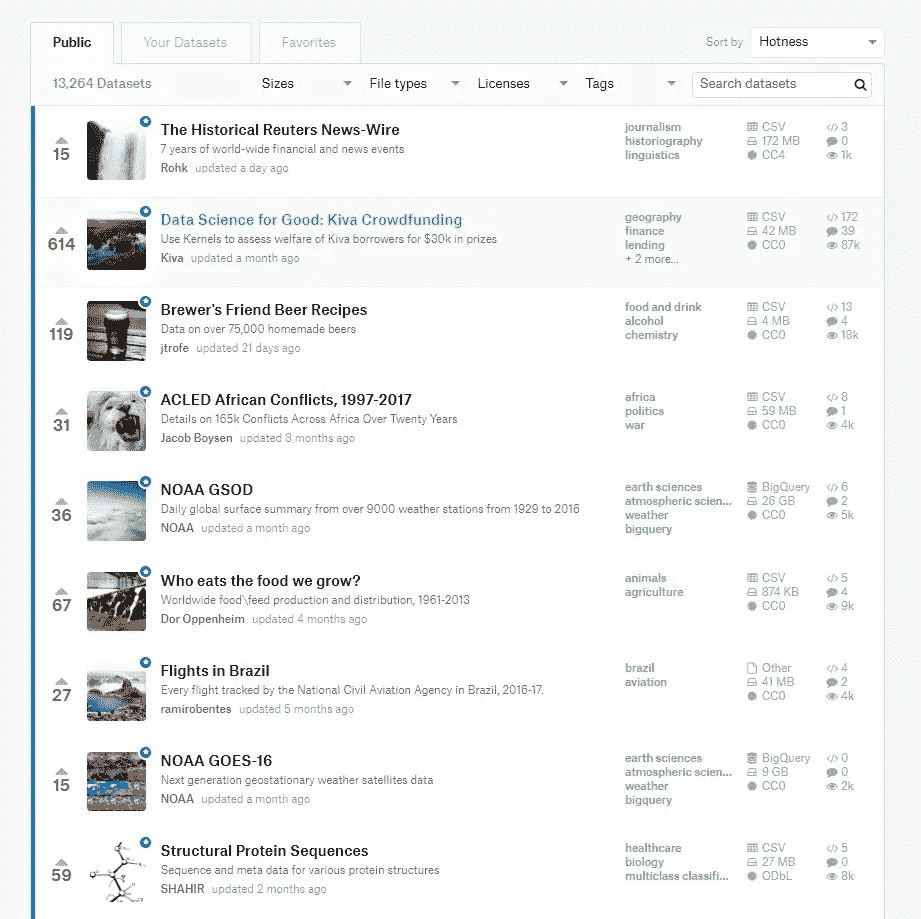 Public Your Datasets Favorites Sort by Hotness
13,264 Datasets Sizes File types Licenses Tags Search datasets
15
The Historical Reuters News-Wire
7 years of world-wide financial and news events
Rohk updated a day ago
journalism
historiography
linguistics
CSV
172 MB
CC4
3
0
1k
614
Data Science for Good: Kiva Crowdfunding
Use Kernels to assess welfare of Kiva borrowers for $30k in prizes
Kiva updated a month ago
geography
finance
lending
+ 2 more...
CSV
42 MB
CC0
172
39
87k
119
Brewer's Friend Beer Recipes
Data on over 75,000 homemade beers
jtrofe updated 21 days ago
food and drink
alcohol
chemistry
CSV
4 MB
CC0
13
4
18k
31
ACLED African Conflicts, 1997-2017
Details on 165k Conflicts Across Africa Over Twenty Years
Jacob Boysen updated 8 months ago
africa
politics
war
CSV
59 MB
CC0
8
1
4k
36
NOAA GSOD
Daily global surface summary from over 9000 weather stations from 1929 to 2016
NOAA updated a month ago
earth sciences
atmospheric scien...
weather
bigquery
BigQuery
26 GB
CC0
6
2
5k
67
Who eats the food we grow?
Worldwide food\feed production and distribution, 1961-2013
Dor Oppenheim updated 4 months ago
animals
agriculture
CSV
874 KB
CC0
5
4
9k
27
Flights in Brazil
Every flight tracked by the National Civil Aviation Agency in Brazil, 2016-17.
ramirobentes updated 5 months ago
brazil
aviation
Other
41 MB
CC0
4
2
4k
15
NOAA GOES-16
Next generation geostationary weather satellites data
NOAA updated a month ago
earth sciences
atmospheric scien...
weather
bigquery
BigQuery
9 GB
CC0
0
0
2k
59
Structural Protein Sequences
Sequence and meta data for various protein structures
SHAHIR updated 2 months ago
healthcare
biology
multiclass classifi...
CSV
27 MB
ODbL
5
0
8k